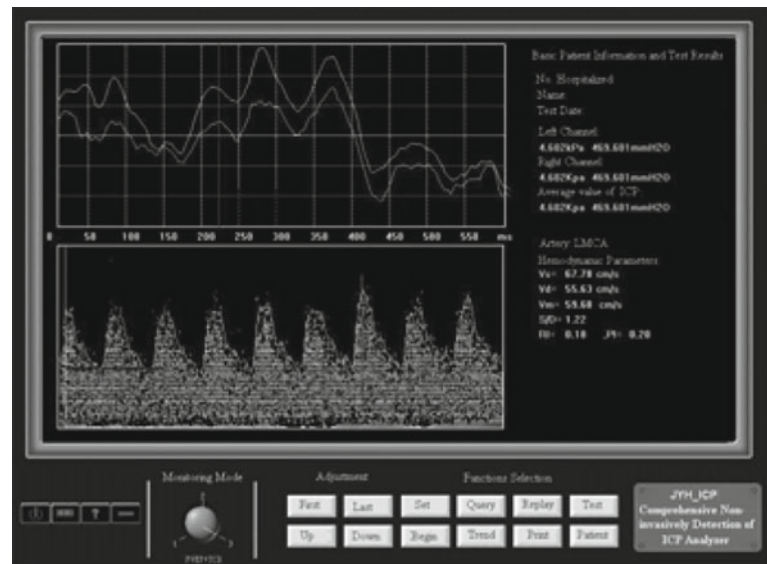 Basic Patient Information and Test Results
No. Hospitalized:
Name:
Test Date:
Left Channel:
4.602kPa 469.601mmH2O
Right Channel:
4.602Kpa 469.601mmH2O
Average value of ICP:
4.602Kpa 469.601mmH2O
0 50 100 150 200 250 300 350 400 450 500 550 ms
Artery: LMCA
Hemodynamic Parameters
Vs= 67.78 cm/s
Vd= 55.63 cm/s
Vm= 59.68 cm/s
S/D= 1.22
RI= 0.18 ,PI= 0.20
Monitoring Mode Adjustment Functions Selection
First Last Set Query Replay Test
Up Down Begin Trend Print Patient
?
JYH_ICP
Comprehensive Non-
invasively Detection of
ICP Analyzer